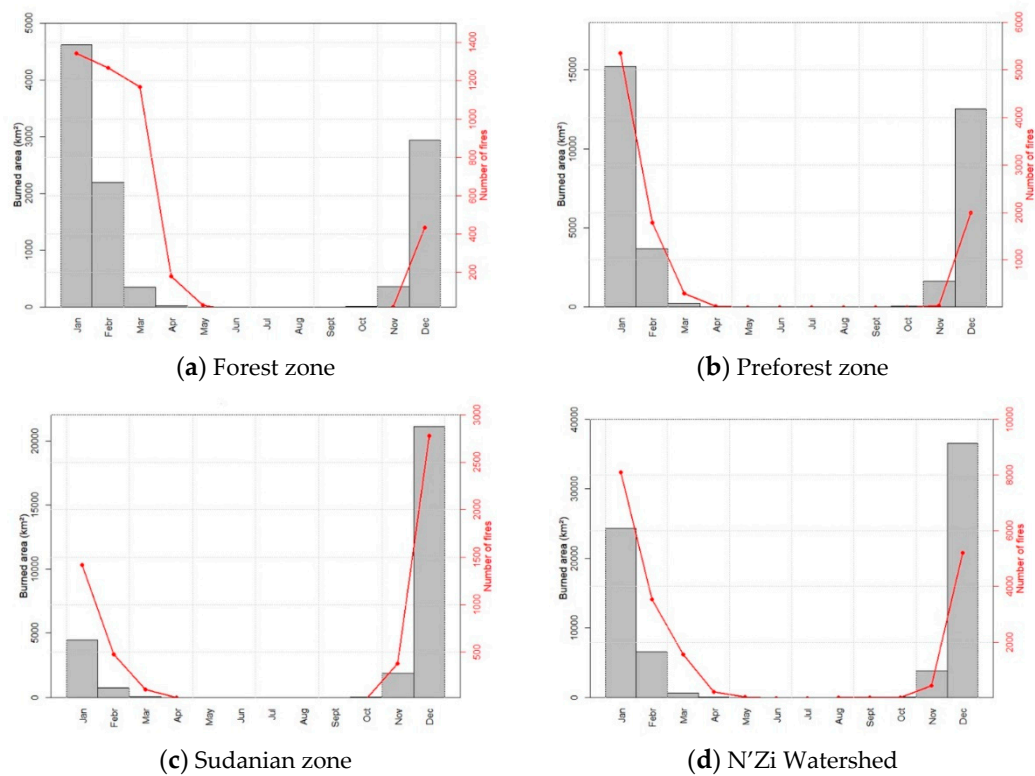 5000
4000
3000
2000
1000
0
Burned area (km²)
1400
1200
1000
800
600
400
200
Number of fires
Jan
Febr
Mar
Apr
May
Jun
Jul
Aug
Sept
Oct
Nov
Dec
(a) Forest zone
15000
10000
5000
0
Burned area (km²)
6000
5000
4000
3000
2000
1000
Number of fires
Jan
Febr
Mar
Apr
May
Jun
Jul
Aug
Sept
Oct
Nov
Dec
(b) Preforest zone
20000
15000
10000
5000
0
Burned area (km²)
3000
2500
2000
1500
1000
500
Number of fires
Jan
Febr
Mar
Apr
May
Jun
Jul
Aug
Sept
Oct
Nov
Dec
(c) Sudanian zone
40000
30000
20000
10000
0
Burned area (km²)
10000
8000
6000
4000
2000
Number of fires
Jan
Febr
Mar
Apr
May
Jun
Jul
Aug
Sept
Oct
Nov
Dec
(d) N’Zi Watershed